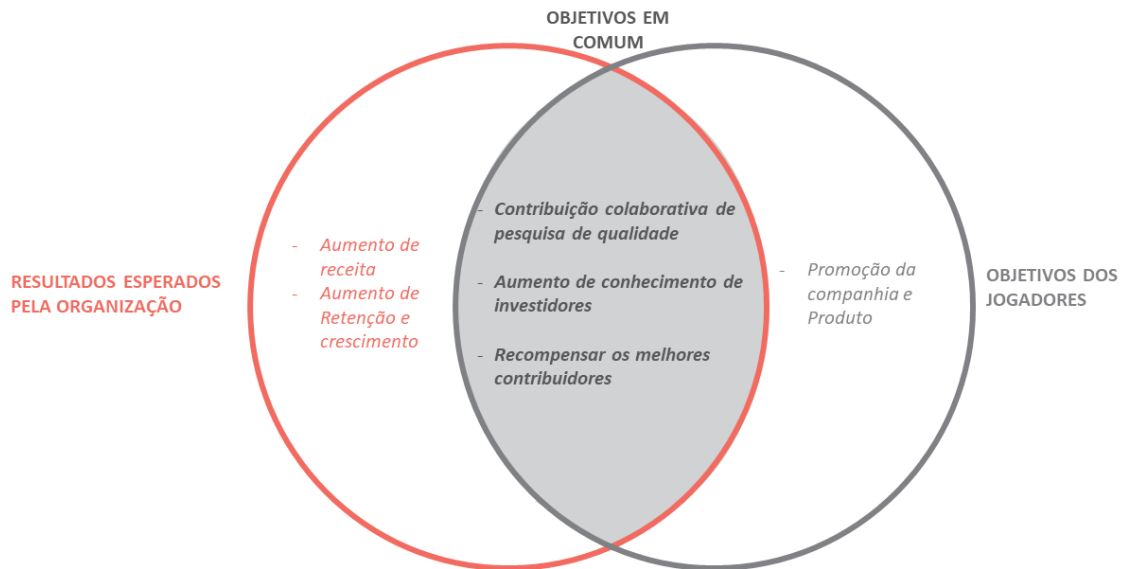 OBJETIVOS EM
COMUM
RESULTADOS ESPERADOS
PELA ORGANIZAÇÃO
- Aumento de
receita
- Aumento de
Retenção e
crescimento
- Contribuição colaborativa de
pesquisa de qualidade
- Aumento de conhecimento de
investidores
- Recompensar os melhores
contribuidores
- Promoção da
companhia e
Produto
OBJETIVOS DOS
JOGADORES